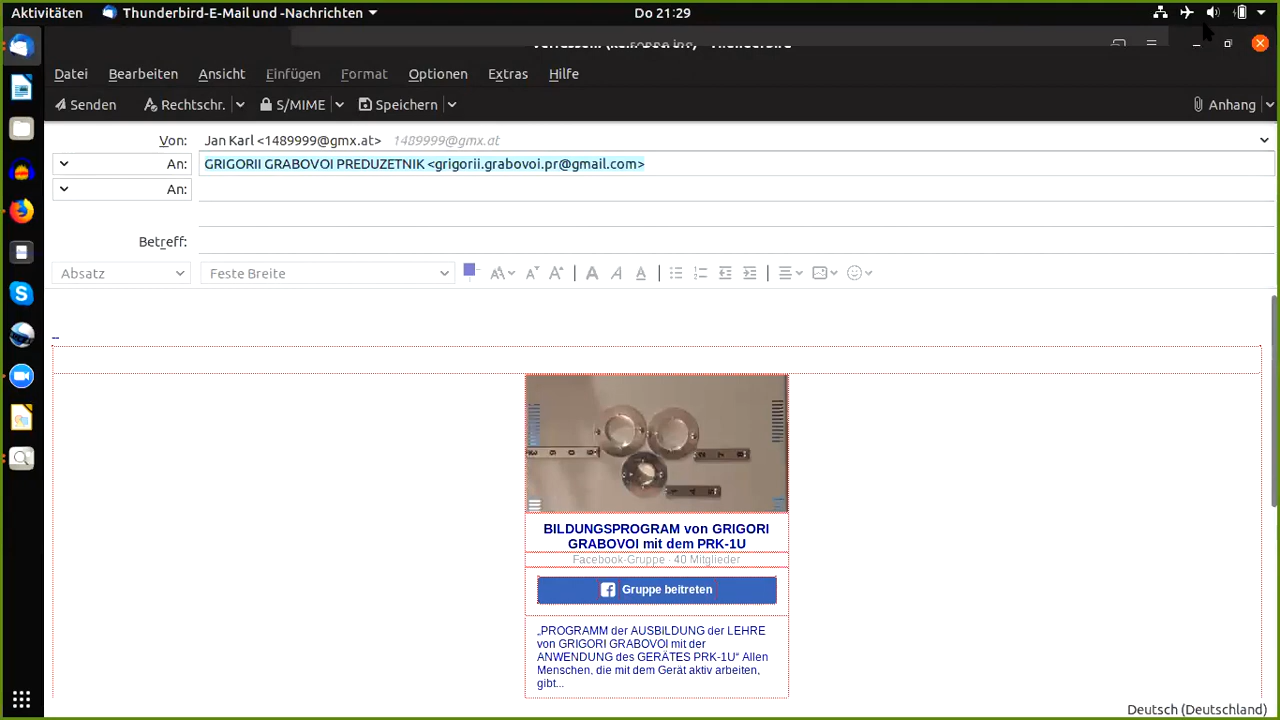 Aktivitäten Thunderbird-E-Mail und -Nachrichten Do 21:29
Datei Bearbeiten Ansicht Einfügen Format Optionen Extras Hilfe
Senden Rechtschr. S/MIME Speichern Anhang
Von: Jan Karl <1489999@gmx.at> 1489999@gmx.at
An: GRIGORII GRABOVOI PREDUZETNIK <grigorii.grabovoi.pr@gmail.com>
An:
Betreff:
Absatz Feste Breite
--
BILDUNGSPROGRAM von GRIGORI
GRABOVOI mit dem PRK-1U
Facebook-Gruppe · 40 Mitglieder
Gruppe beitreten
„PROGRAMM der AUSBILDUNG der LEHRE
von GRIGORI GRABOVOI mit der
ANWENDUNG des GERÄTES PRK-1U“ Allen
Menschen, die mit dem Gerät aktiv arbeiten,
gibt...
Deutsch (Deutschland)